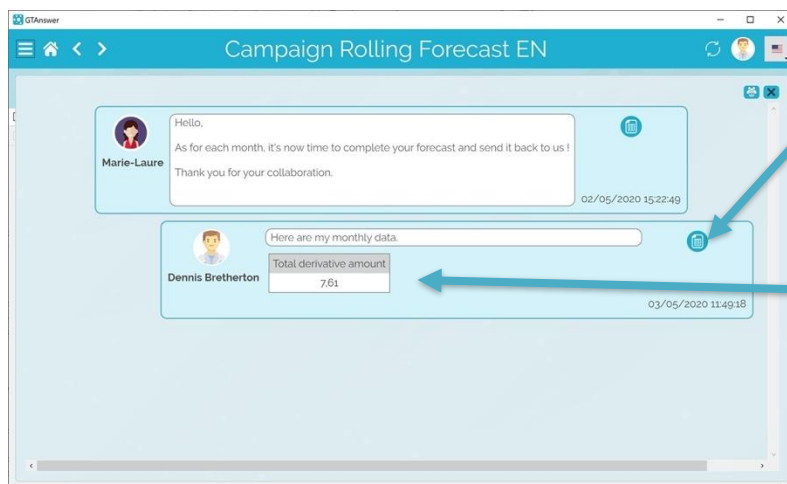 GTAnswer
Campaign Rolling Forecast EN
Hello,
As for each month, it's now time to complete your forecast and send it back to us !
Thank you for your collaboration.
Marie-Laure
02/05/2020 15:22:49
Here are my monthly data.
Total derivative amount
7,61
Dennis Bretherton
03/05/2020 11:49:18